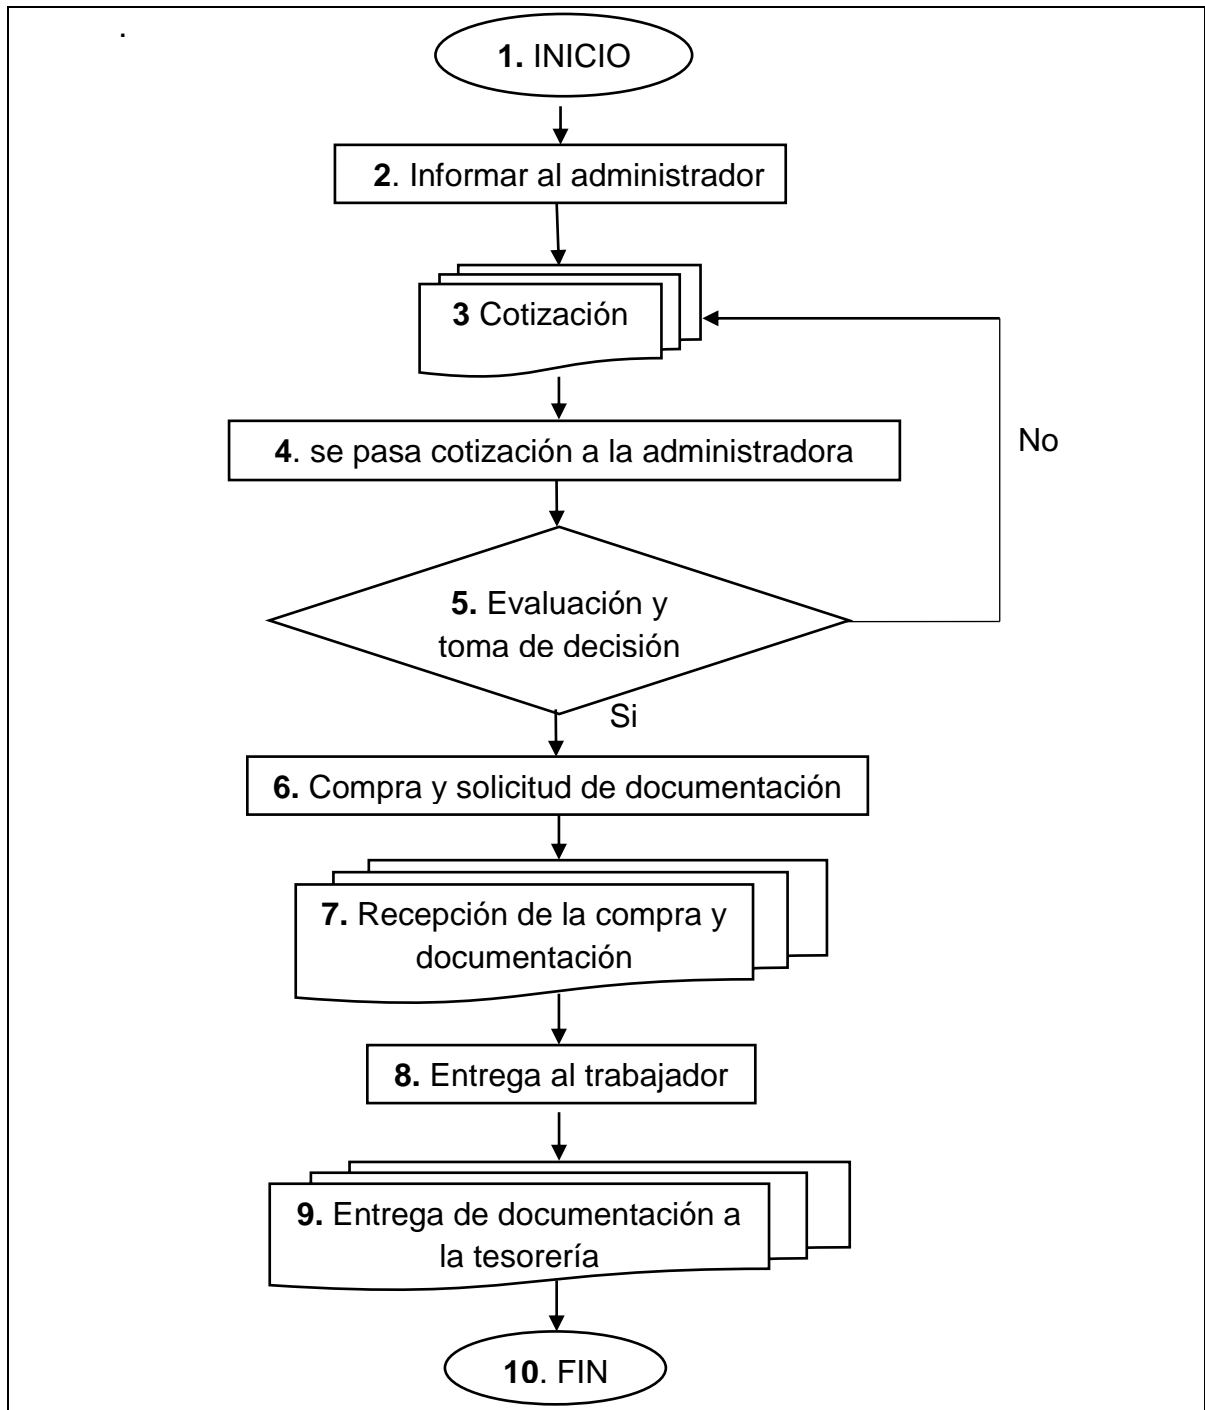 .
1. INICIO
2. Informar al administrador
3 Cotización
4. se pasa cotización a la administradora
No
5. Evaluación y
toma de decisión
Si
6. Compra y solicitud de documentación
7. Recepción de la compra y
documentación
8. Entrega al trabajador
9. Entrega de documentación a
la tesorería
10. FIN